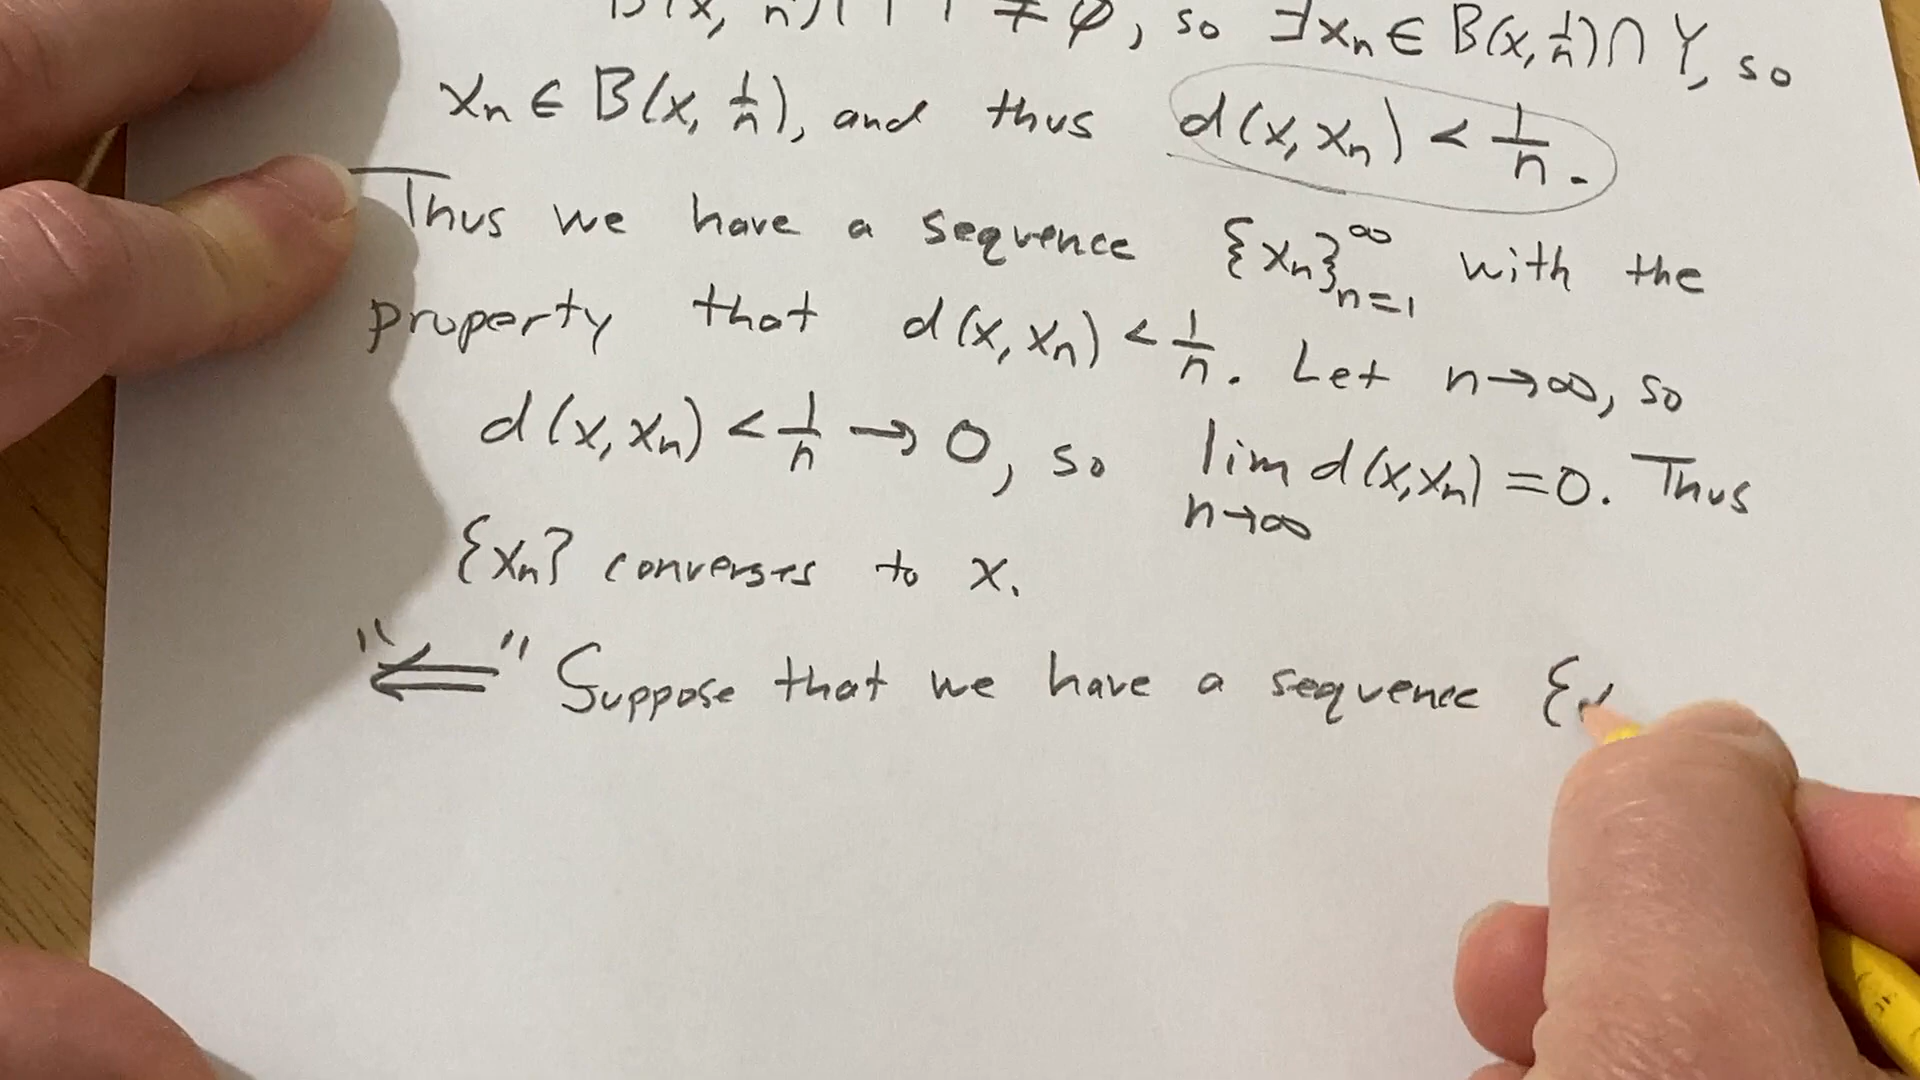 B(x, 1/n) ∩ Y ≠ ∅, so ∃xₙ ∈ B(x, 1/n) ∩ Y, so
xₙ ∈ B(x, 1/n), and thus d(x, xₙ) < 1/n.
Thus we have a sequence {xₙ}ₙ₌₁^∞ with the
property that d(x, xₙ) < 1/n. Let n→∞, so
d(x, xₙ) < 1/n → 0, so lim n→∞ d(x, xₙ) = 0. Thus
{xₙ} converges to x.
"⇐" Suppose that we have a sequence {x